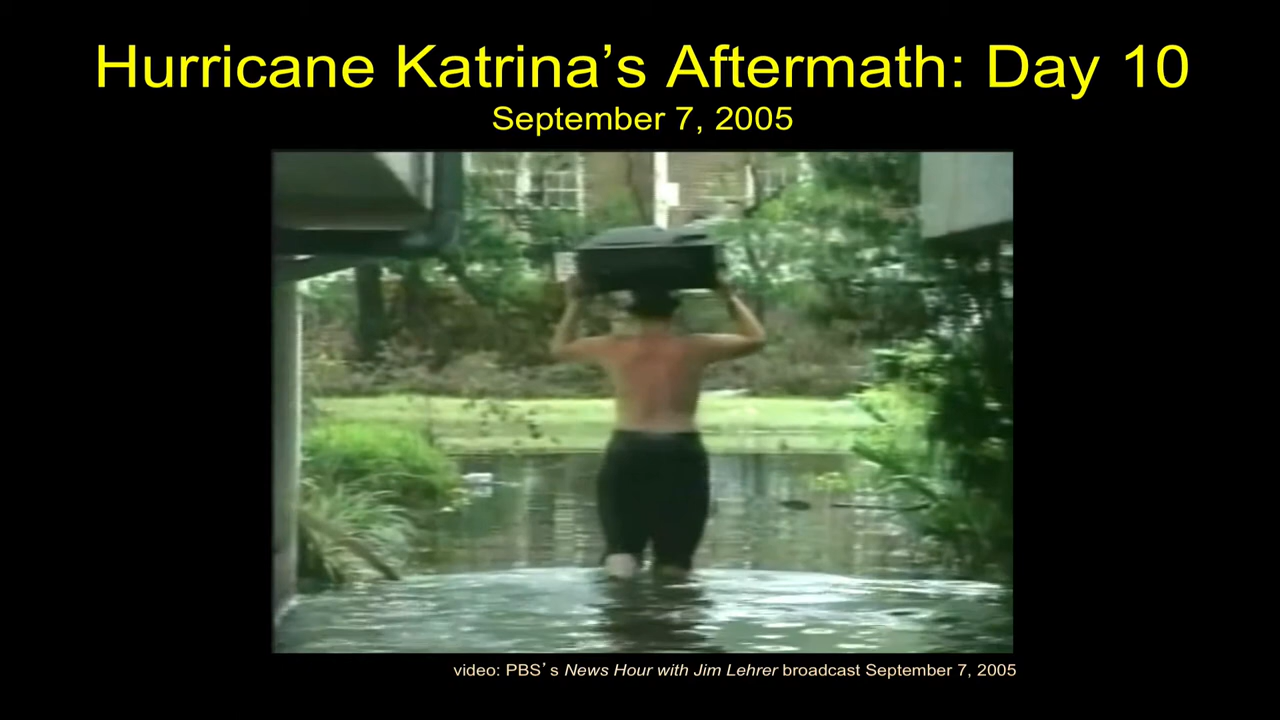 Hurricane Katrina’s Aftermath: Day 10
September 7, 2005
video: PBS’s News Hour with Jim Lehrer broadcast September 7, 2005